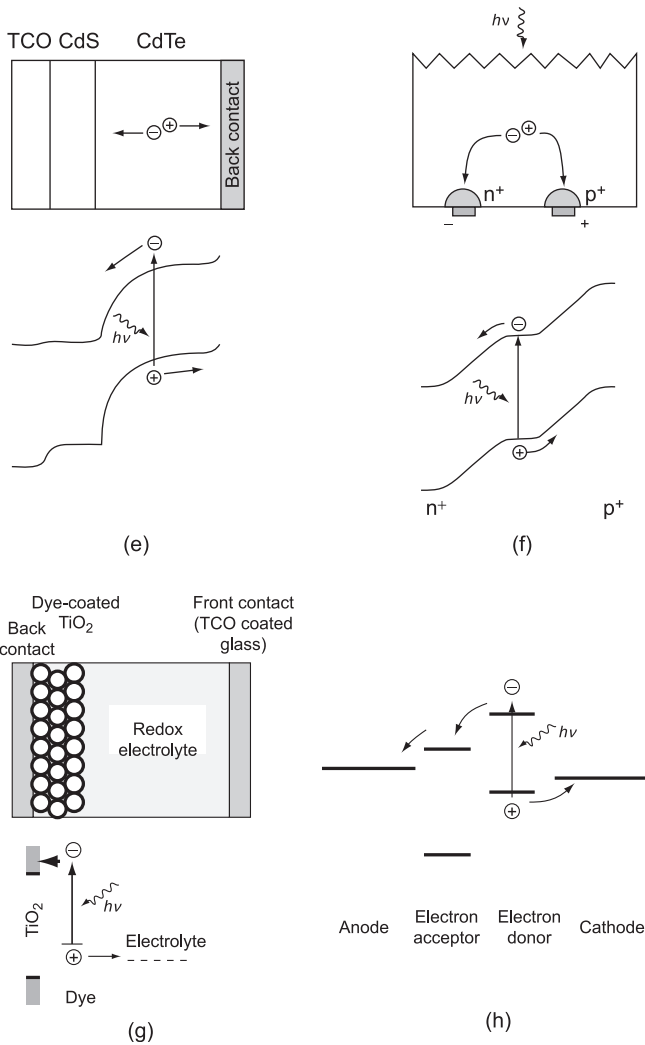 TCO CdS CdTe
Back contact
⊖ ⊕
⊖
hν
⊕
(e)
hν
⊖ ⊕
n+ p+
− +
⊖
hν
⊕
n+ p+
(f)
Dye-coated
TiO2
Back
contact
Front contact
(TCO coated
glass)
Redox
electrolyte
⊖
hν
TiO2
Electrolyte
⊕
Dye
(g)
⊖
hν
⊕
Anode
Electron
acceptor
Electron
donor
Cathode
(h)